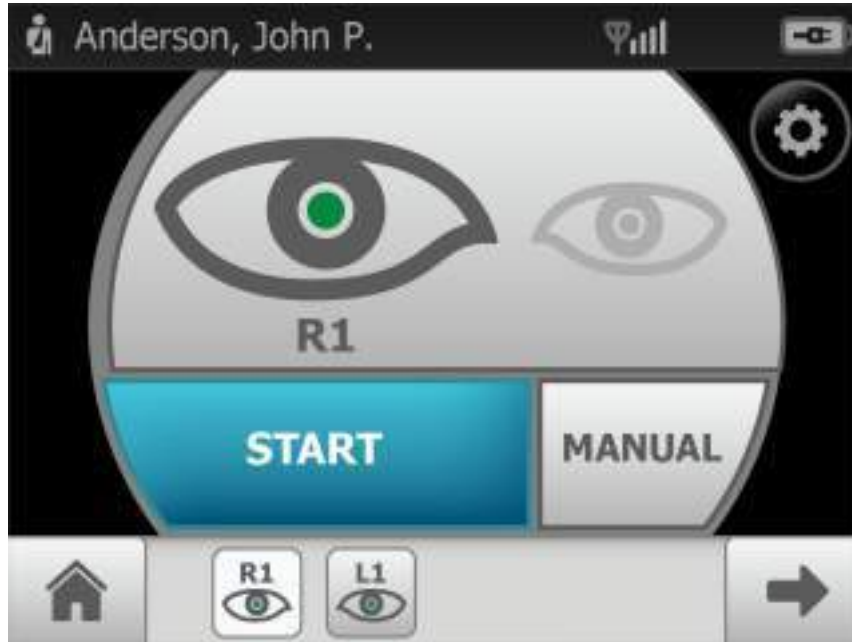 Anderson, John P.
R1
START
MANUAL
R1
L1